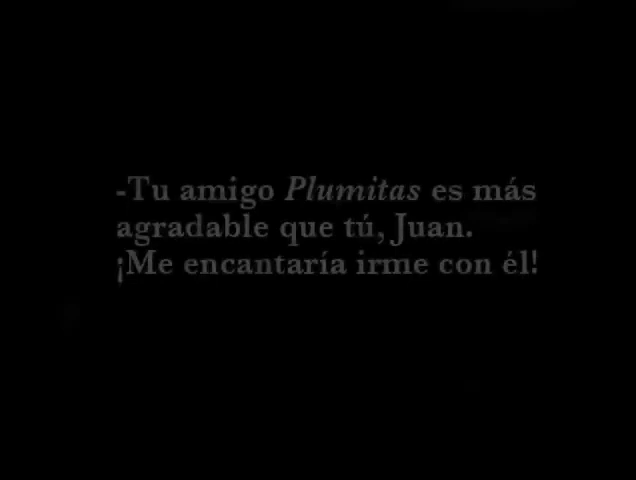 -Tu amigo Plumitas es más
agradable que tú, Juan.
¡Me encantaría irme con él!